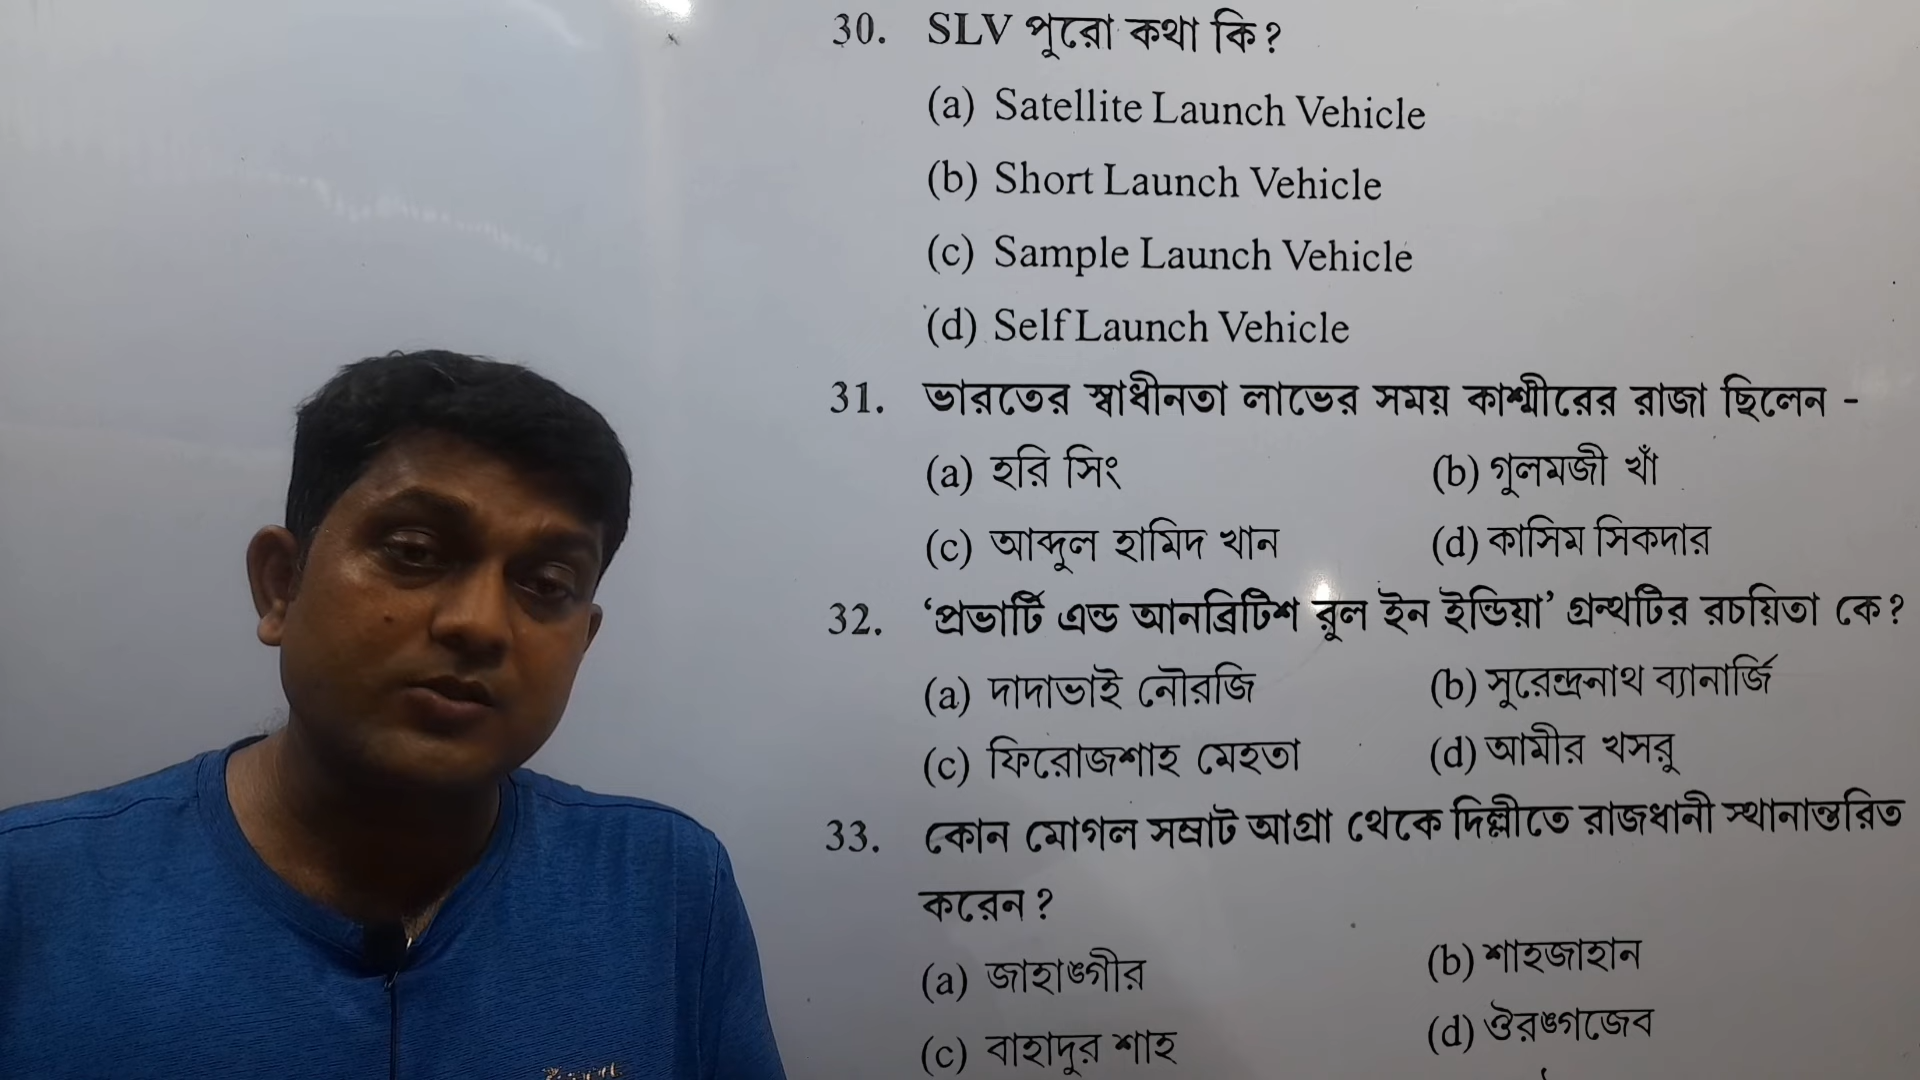 30. SLV পুরো কথা কি?
(a) Satellite Launch Vehicle
(b) Short Launch Vehicle
(c) Sample Launch Vehicle
(d) Self Launch Vehicle
31. ভারতের স্বাধীনতা লাভের সময় কাশ্মীরের রাজা ছিলেন -
(a) হরি সিং (b) গুলমজী খাঁ
(c) আব্দুল হামিদ খান (d) কাসিম সিকদার
32. ‘প্রভার্টি এন্ড আনব্রিটিশ রুল ইন ইন্ডিয়া’ গ্রন্থটির রচয়িতা কে?
(a) দাদাভাই নৌরজি (b) সুরেন্দ্রনাথ ব্যানার্জি
(c) ফিরোজশাহ মেহতা (d) আমীর খসরু
33. কোন মোগল সম্রাট আগ্রা থেকে দিল্লীতে রাজধানী স্থানান্তরিত
করেন?
(a) জাহাঙ্গীর (b) শাহজাহান
(c) বাহাদুর শাহ (d) ঔরঙ্গজেব